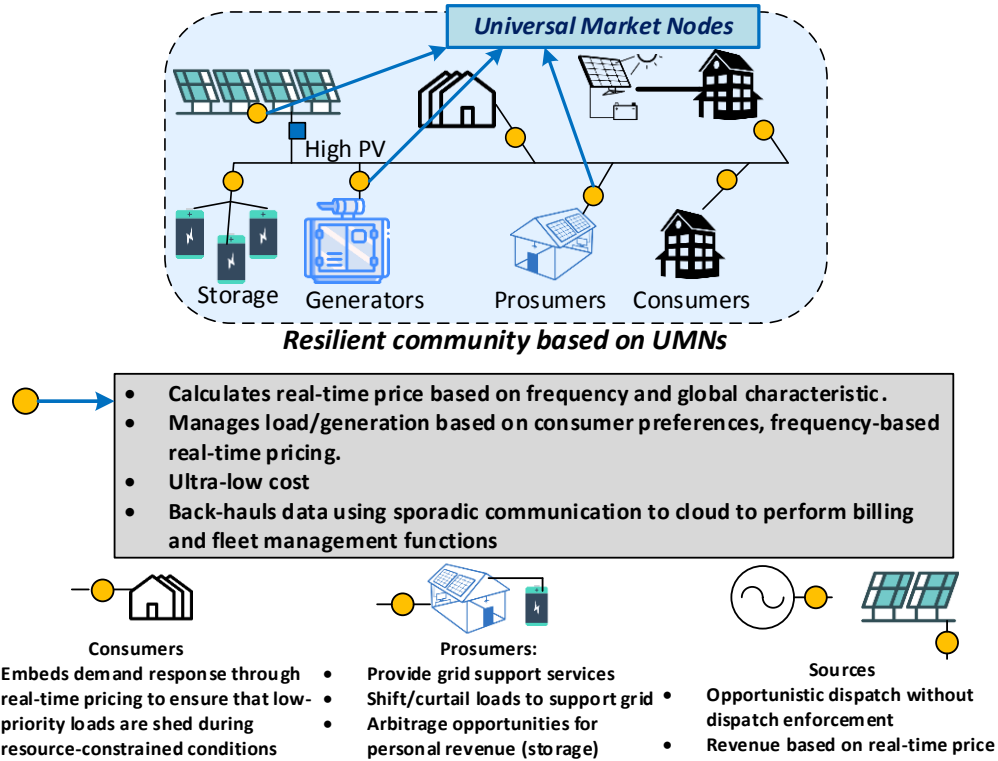 Universal Market Nodes
High PV
Storage
Generators
Prosumers
Consumers
Resilient community based on UMNs
• Calculates real-time price based on frequency and global characteristic.
• Manages load/generation based on consumer preferences, frequency-based
real-time pricing.
• Ultra-low cost
• Back-hauls data using sporadic communication to cloud to perform billing
and fleet management functions
Consumers
Embeds demand response through
real-time pricing to ensure that low-
priority loads are shed during
resource-constrained conditions
Prosumers:
• Provide grid support services
• Shift/curtail loads to support grid
• Arbitrage opportunities for
personal revenue (storage)
Sources
• Opportunistic dispatch without
dispatch enforcement
• Revenue based on real-time price